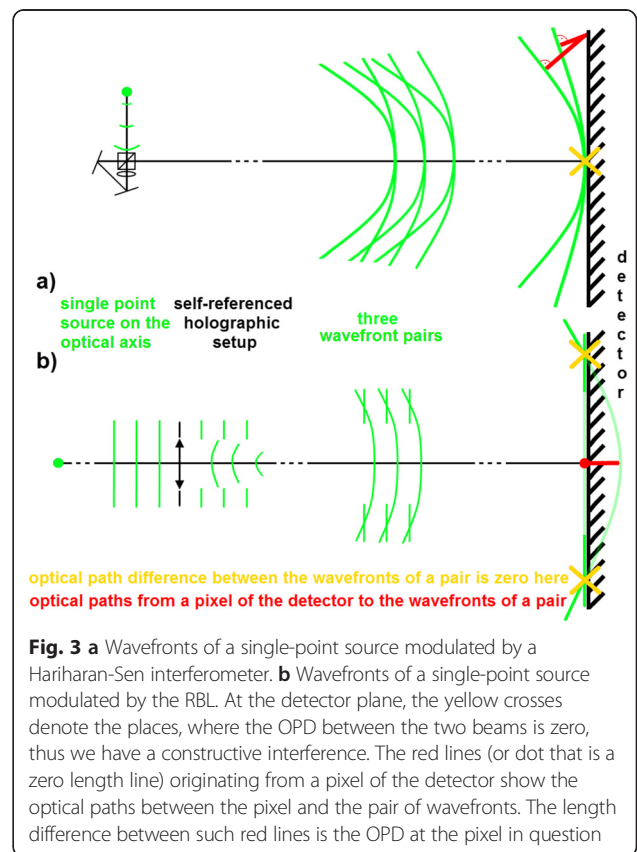 a)
single point
source on the
optical axis
self-referenced
holographic
setup
three
wavefront pairs
detector
b)
optical path difference between the wavefronts of a pair is zero here
optical paths from a pixel of the detector to the wavefronts of a pair
Fig. 3 a Wavefronts of a single-point source modulated by a
Hariharan-Sen interferometer. b Wavefronts of a single-point source
modulated by the RBL. At the detector plane, the yellow crosses
denote the places, where the OPD between the two beams is zero,
thus we have a constructive interference. The red lines (or dot that is a
zero length line) originating from a pixel of the detector show the
optical paths between the pixel and the pair of wavefronts. The length
difference between such red lines is the OPD at the pixel in question